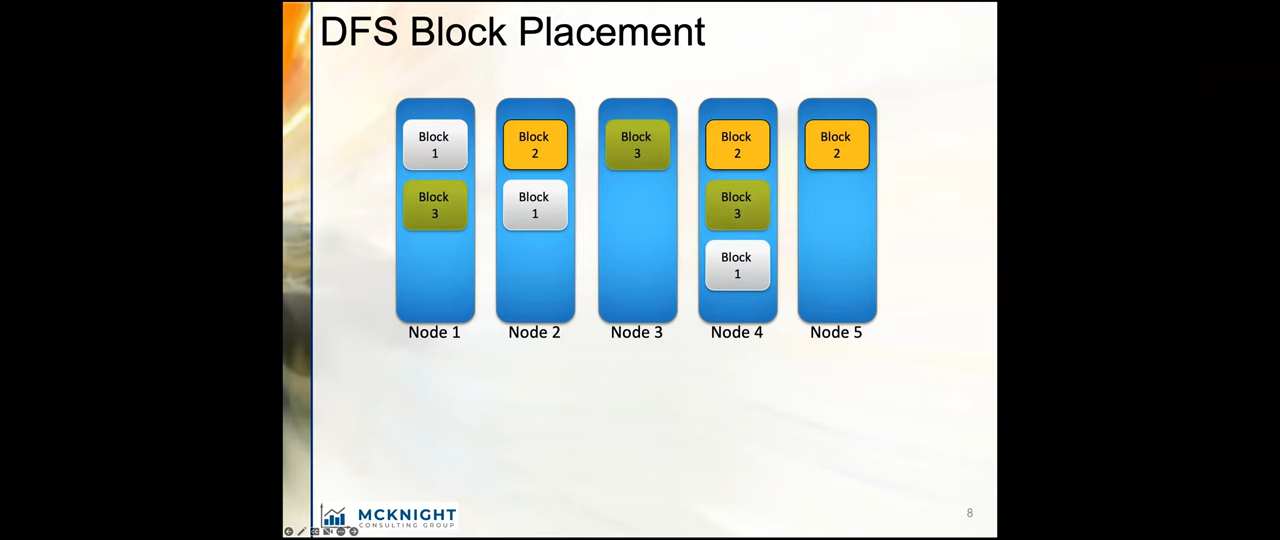 DFS Block Placement
Block
1
Block
3
Node 1
Block
2
Block
1
Node 2
Block
3
Node 3
Block
2
Block
3
Block
1
Node 4
Block
2
Node 5
MCKNIGHT
CONSULTING GROUP
8